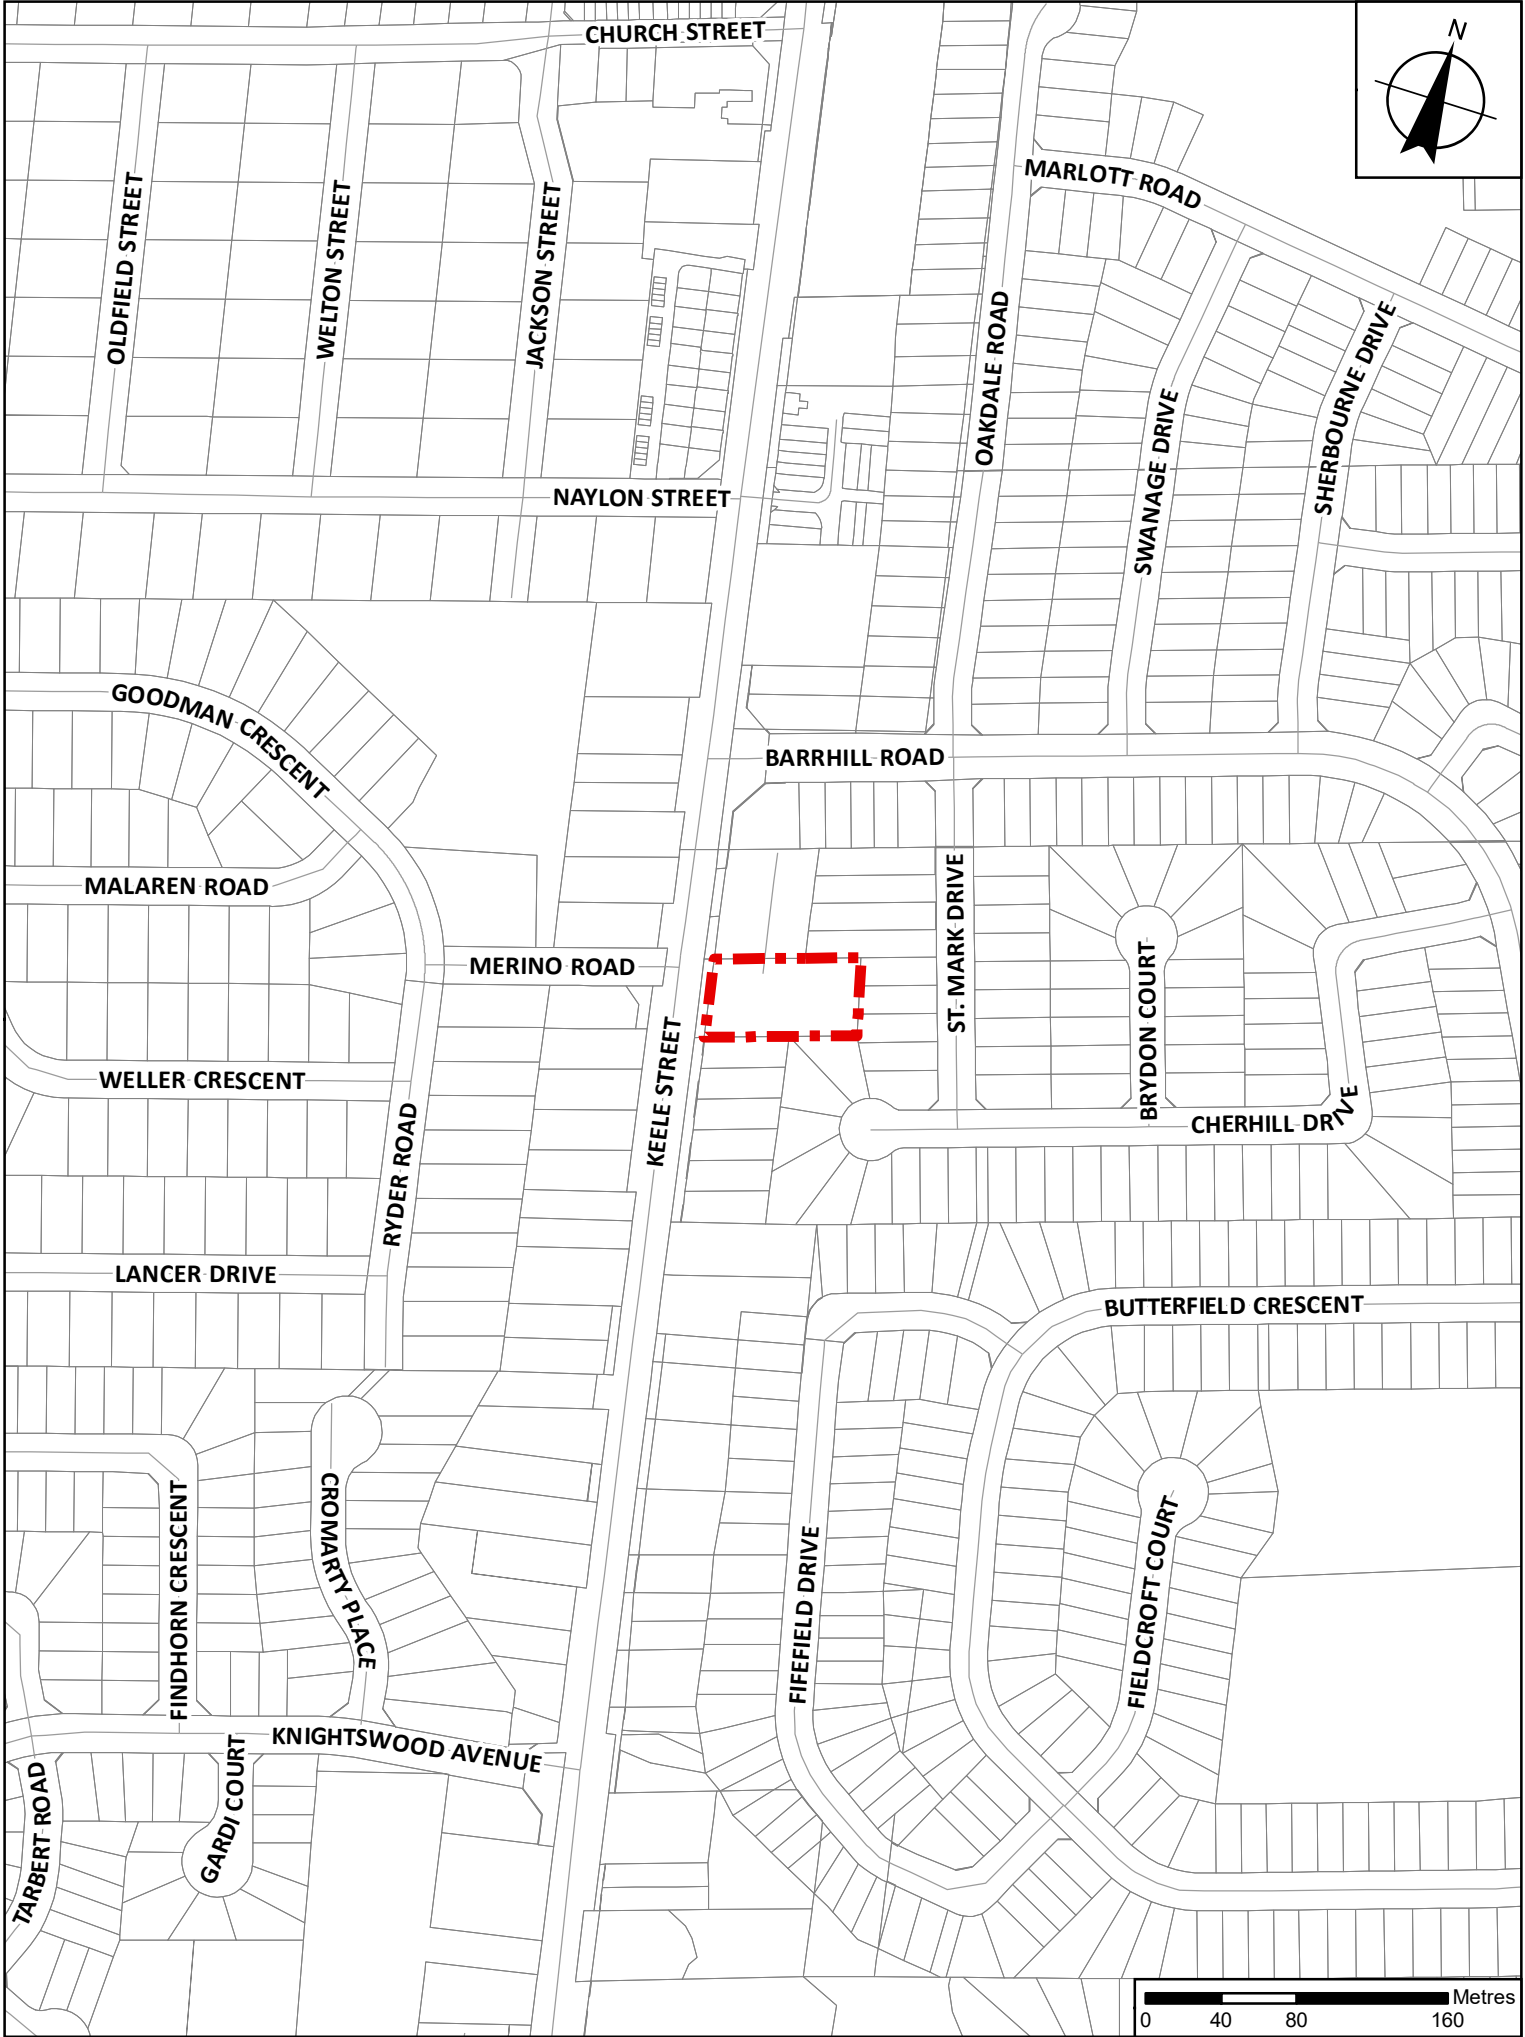 CHURCH STREET
N
MARLOTT ROAD
OLDFIELD STREET
WELTON STREET
JACKSON STREET
OAKDALE ROAD
SWANAGE DRIVE
SHERBOURNE DRIVE
NAYLON STREET
GOODMAN CRESCENT
BARRHILL ROAD
MALAREN ROAD
MERINO ROAD
ST. MARK DRIVE
BRYDON COURT
KEELE STREET
WELLER CRESCENT
CHERHILL DRIVE
RYDER ROAD
LANCER DRIVE
BUTTERFIELD CRESCENT
FINDHORN CRESCENT
CROMARTY PLACE
FIFEFIELD DRIVE
FIELDCROFT COURT
KNIGHTSWOOD AVENUE
GARDI COURT
TARBERT ROAD
Metres
0 40 80 160